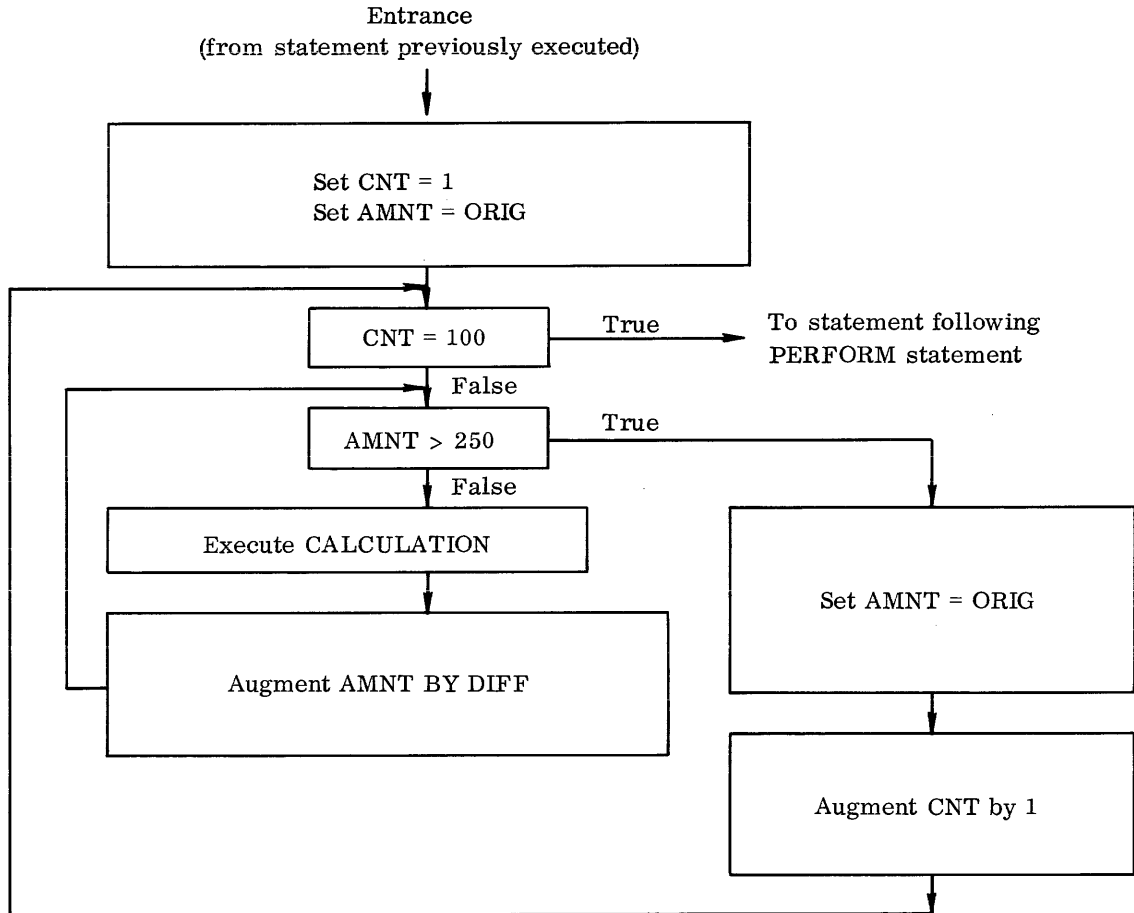 Entrance
(from statement previously executed)
Set CNT = 1
Set AMNT = ORIG
CNT = 100
True
To statement following
PERFORM statement
False
AMNT > 250
True
False
Execute CALCULATION
Set AMNT = ORIG
Augment AMNT BY DIFF
Augment CNT by 1